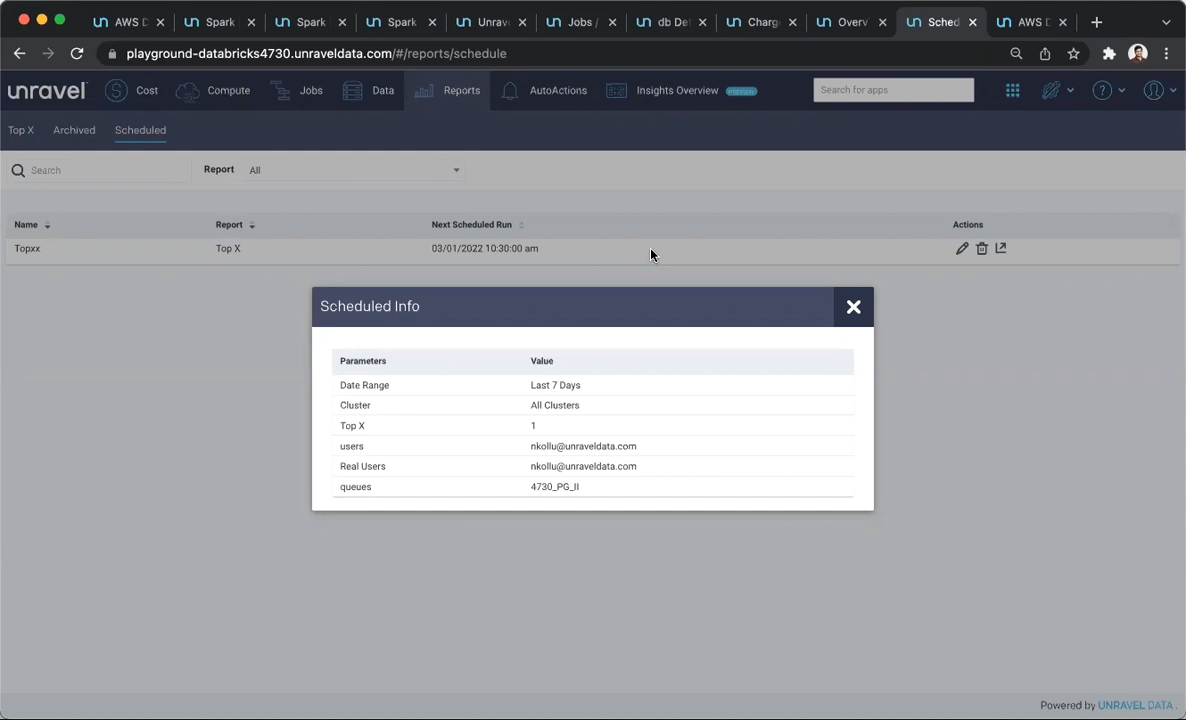 AWS D
Spark
Spark
Spark
Unrav
Jobs /
db De
Charg
Overv
Sched
AWS D
playground-databricks4730.unraveldata.com/#/reports/schedule
unravel
Cost
Compute
Jobs
Data
Reports
AutoActions
Insights Overview PREVIEW
Search for apps
Top X
Archived
Scheduled
Search
Report
All
Name
Report
Next Scheduled Run
Actions
Topxx
Top X
03/01/2022 10:30:00 am
Scheduled Info
Parameters
Value
Date Range
Last 7 Days
Cluster
All Clusters
Top X
1
users
nkollu@unraveldata.com
Real Users
nkollu@unraveldata.com
queues
4730_PG_II
Powered by UNRAVEL DATA .